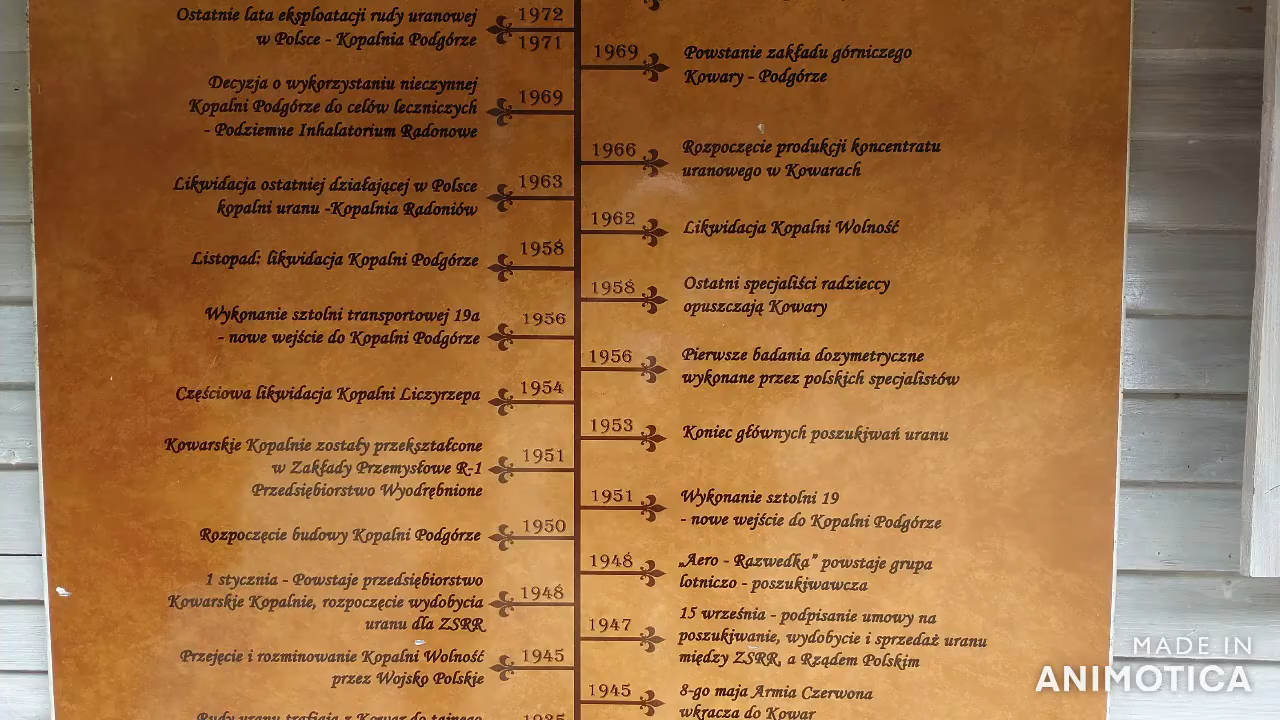 Ostatnie lata eksploatacji rudy uranowej
w Polsce - Kopalnia Podgórze
1972
1971
1969
Powstanie zakładu górniczego
Kowary - Podgórze
Decyzja o wykorzystaniu nieczynnej
Kopalni Podgórze do celów leczniczych
- Podziemne Inhalatorium Radonowe
1969
1966
Rozpoczęcie produkcji koncentratu
uranowego w Kowarach
Likwidacja ostatniej działającej w Polsce
kopalni uranu -Kopalnia Radoniów
1963
1962
Likwidacja Kopalni Wolność
Listopad: likwidacja Kopalni Podgórze
1958
1958
Ostatni specjaliści radzieccy
opuszczają Kowary
Wykonanie sztolni transportowej 19a
- nowe wejście do Kopalni Podgórze
1956
1956
Pierwsze badania dozymetryczne
wykonane przez polskich specjalistów
Częściowa likwidacja Kopalni Liczyrzepa
1954
1953
Koniec głównych poszukiwań uranu
Kowarskie Kopalnie zostały przekształcone
w Zakłady Przemysłowe R-1
Przedsiębiorstwo Wyodrębnione
1951
1951
Wykonanie sztolni 19
- nowe wejście do Kopalni Podgórze
Rozpoczęcie budowy Kopalni Podgórze
1950
1948
„Aero - Razwedka” powstaje grupa
lotniczo - poszukiwawcza
1 stycznia - Powstaje przedsiębiorstwo
Kowarskie Kopalnie, rozpoczęcie wydobycia
uranu dla ZSRR
1948
1947
15 września - podpisanie umowy na
poszukiwanie, wydobycie i sprzedaż uranu
między ZSRR, a Rządem Polskim
Przejęcie i rozminowanie Kopalni Wolność
przez Wojsko Polskie
1945
1945
8-go maja Armia Czerwona
wkracza do Kowar
Rudy uranu trafiają z Kowar do tajnego
1935
MADE IN
ANIMOTICA